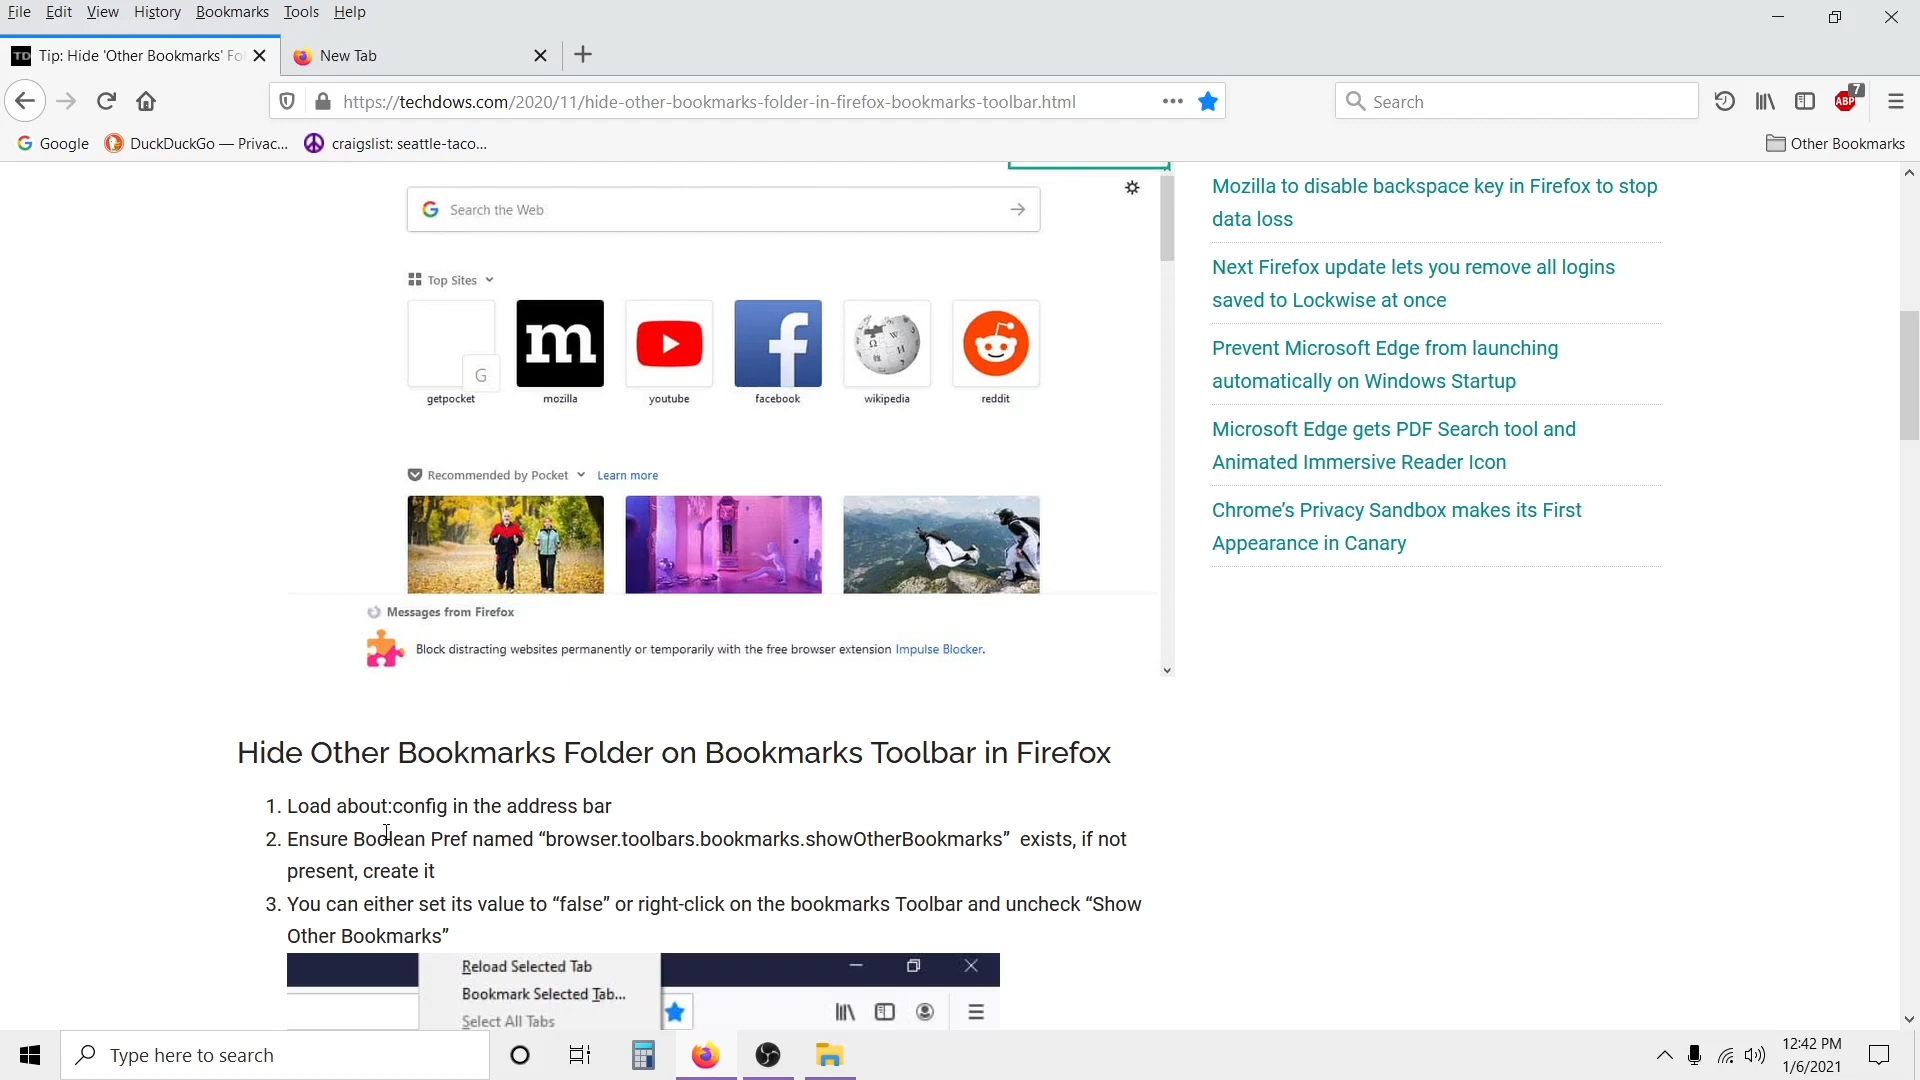 File Edit View History Bookmarks Tools Help
TD Tip: Hide 'Other Bookmarks' Fo
New Tab
https://techdows.com/2020/11/hide-other-bookmarks-folder-in-firefox-bookmarks-toolbar.html
Search
ABP 7
Google
DuckDuckGo — Privac...
craigslist: seattle-taco...
Other Bookmarks
Search the Web
Top Sites
G
m
getpocket
mozilla
youtube
facebook
wikipedia
reddit
Recommended by Pocket
Learn more
Messages from Firefox
Block distracting websites permanently or temporarily with the free browser extension Impulse Blocker.
Mozilla to disable backspace key in Firefox to stop
data loss
Next Firefox update lets you remove all logins
saved to Lockwise at once
Prevent Microsoft Edge from launching
automatically on Windows Startup
Microsoft Edge gets PDF Search tool and
Animated Immersive Reader Icon
Chrome's Privacy Sandbox makes its First
Appearance in Canary
Hide Other Bookmarks Folder on Bookmarks Toolbar in Firefox
1. Load about:config in the address bar
2. Ensure Boolean Pref named “browser.toolbars.bookmarks.showOtherBookmarks” exists, if not
present, create it
3. You can either set its value to “false” or right-click on the bookmarks Toolbar and uncheck “Show
Other Bookmarks”
Reload Selected Tab
Bookmark Selected Tab...
Select All Tabs
Type here to search
12:42 PM
1/6/2021